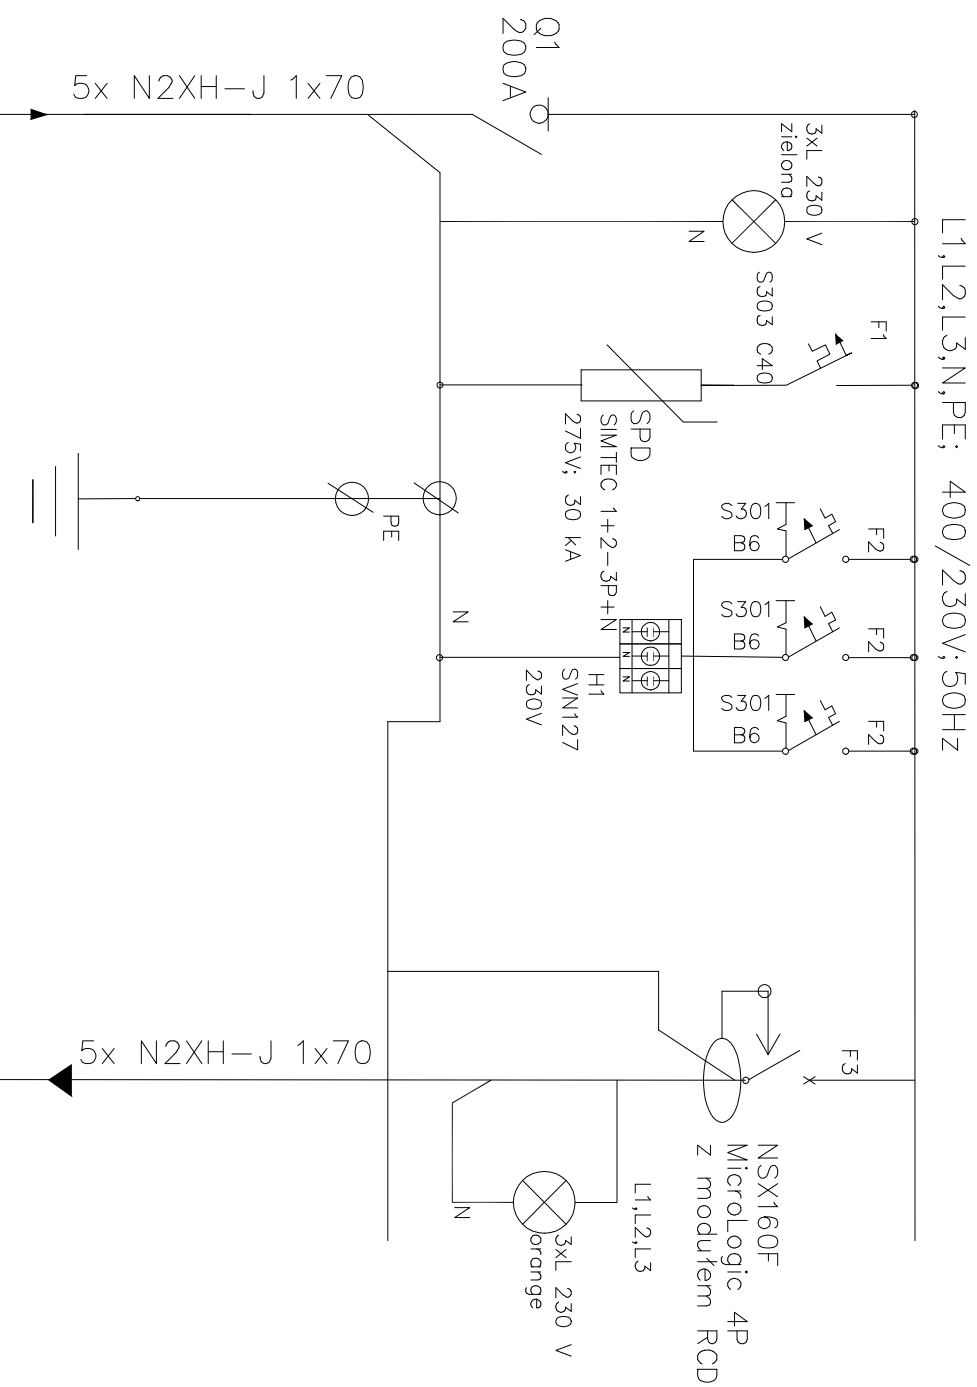 L1,L2,L3,N,PE; 400/230V;50Hz
Q1
200A
5x N2XH-J 1x70
3xL 230 V
zielona
N
F1
S303 C40
SPD
SIMTEC 1+2-3P+N
275V; 30 kA
PE
F2
S301
B6
F2
S301
B6
F2
S301
B6
N
N
N
N
H1
SVN127
230V
F3
NSX160F
MicroLogic 4P
z modułem RCD
5x N2XH-J 1x70
L1,L2,L3
N
3xL 230 V
orange